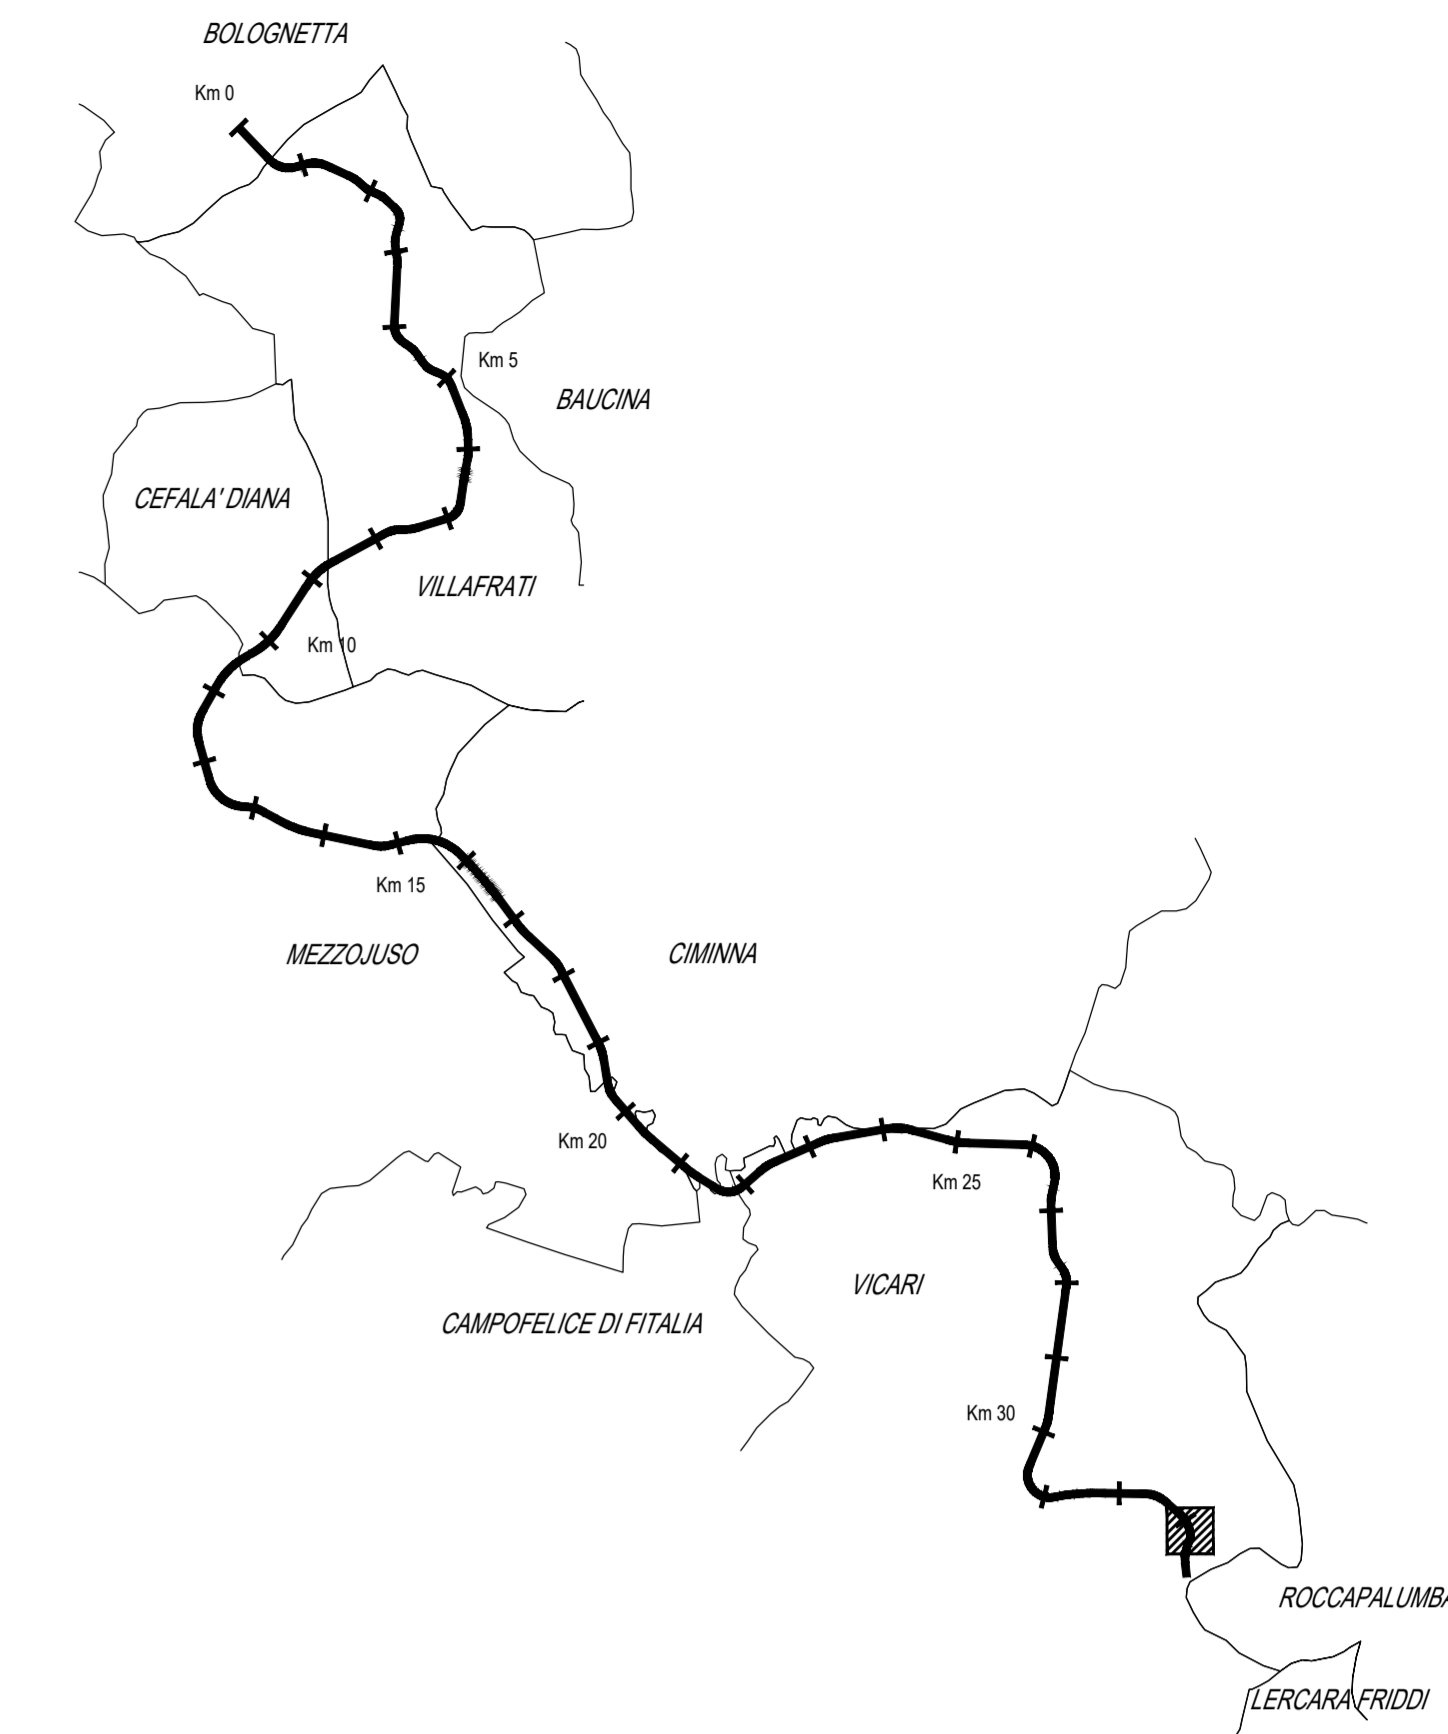 BOLOGNETTA
Km 0
Km 5
BAUCINA
CEFALA' DIANA
VILLAFRATI
Km 10
Km 15
MEZZOJUSO
CIMINNA
Km 20
Km 25
VICARI
CAMPOFELICE DI FITALIA
Km 30
ROCCAPALUMBA
LERCARA FRIDDI